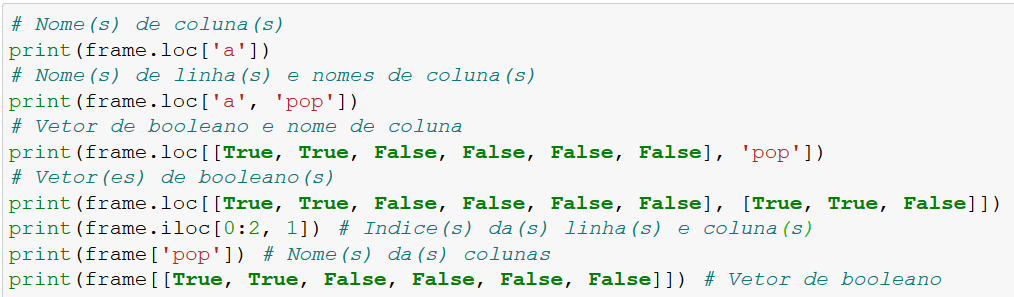 # Nome(s) de coluna(s)
print(frame.loc['a'])
# Nome(s) de linha(s) e nomes de coluna(s)
print(frame.loc['a', 'pop'])
# Vetor de booleano e nome de coluna
print(frame.loc[[True, True, False, False, False, False], 'pop'])
# Vetor(es) de booleano(s)
print(frame.loc[[True, True, False, False, False, False], [True, True, False]])
print(frame.iloc[0:2, 1]) # Indice(s) da(s) linha(s) e coluna(s)
print(frame['pop']) # Nome(s) da(s) colunas
print(frame[[True, True, False, False, False, False]]) # Vetor de booleano